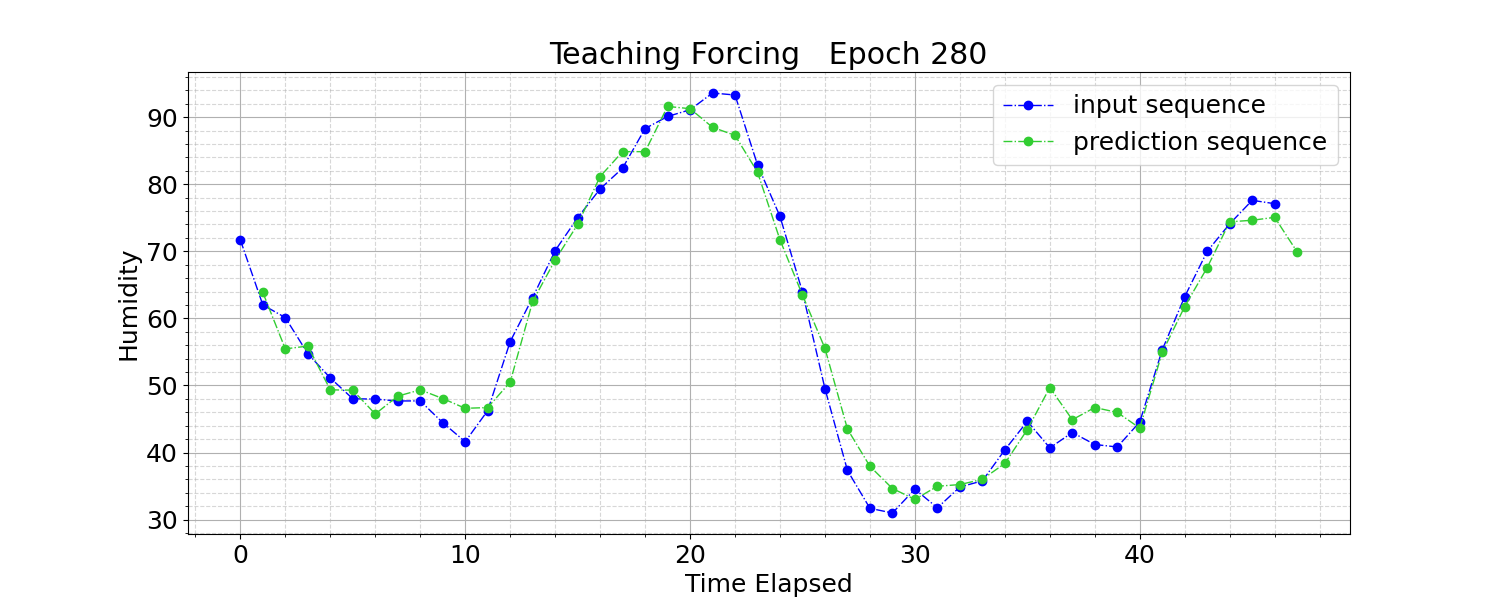 Teaching Forcing   Epoch 280
input sequence
prediction sequence
Humidity
90
80
70
60
50
40
30
0 10 20 30 40
Time Elapsed